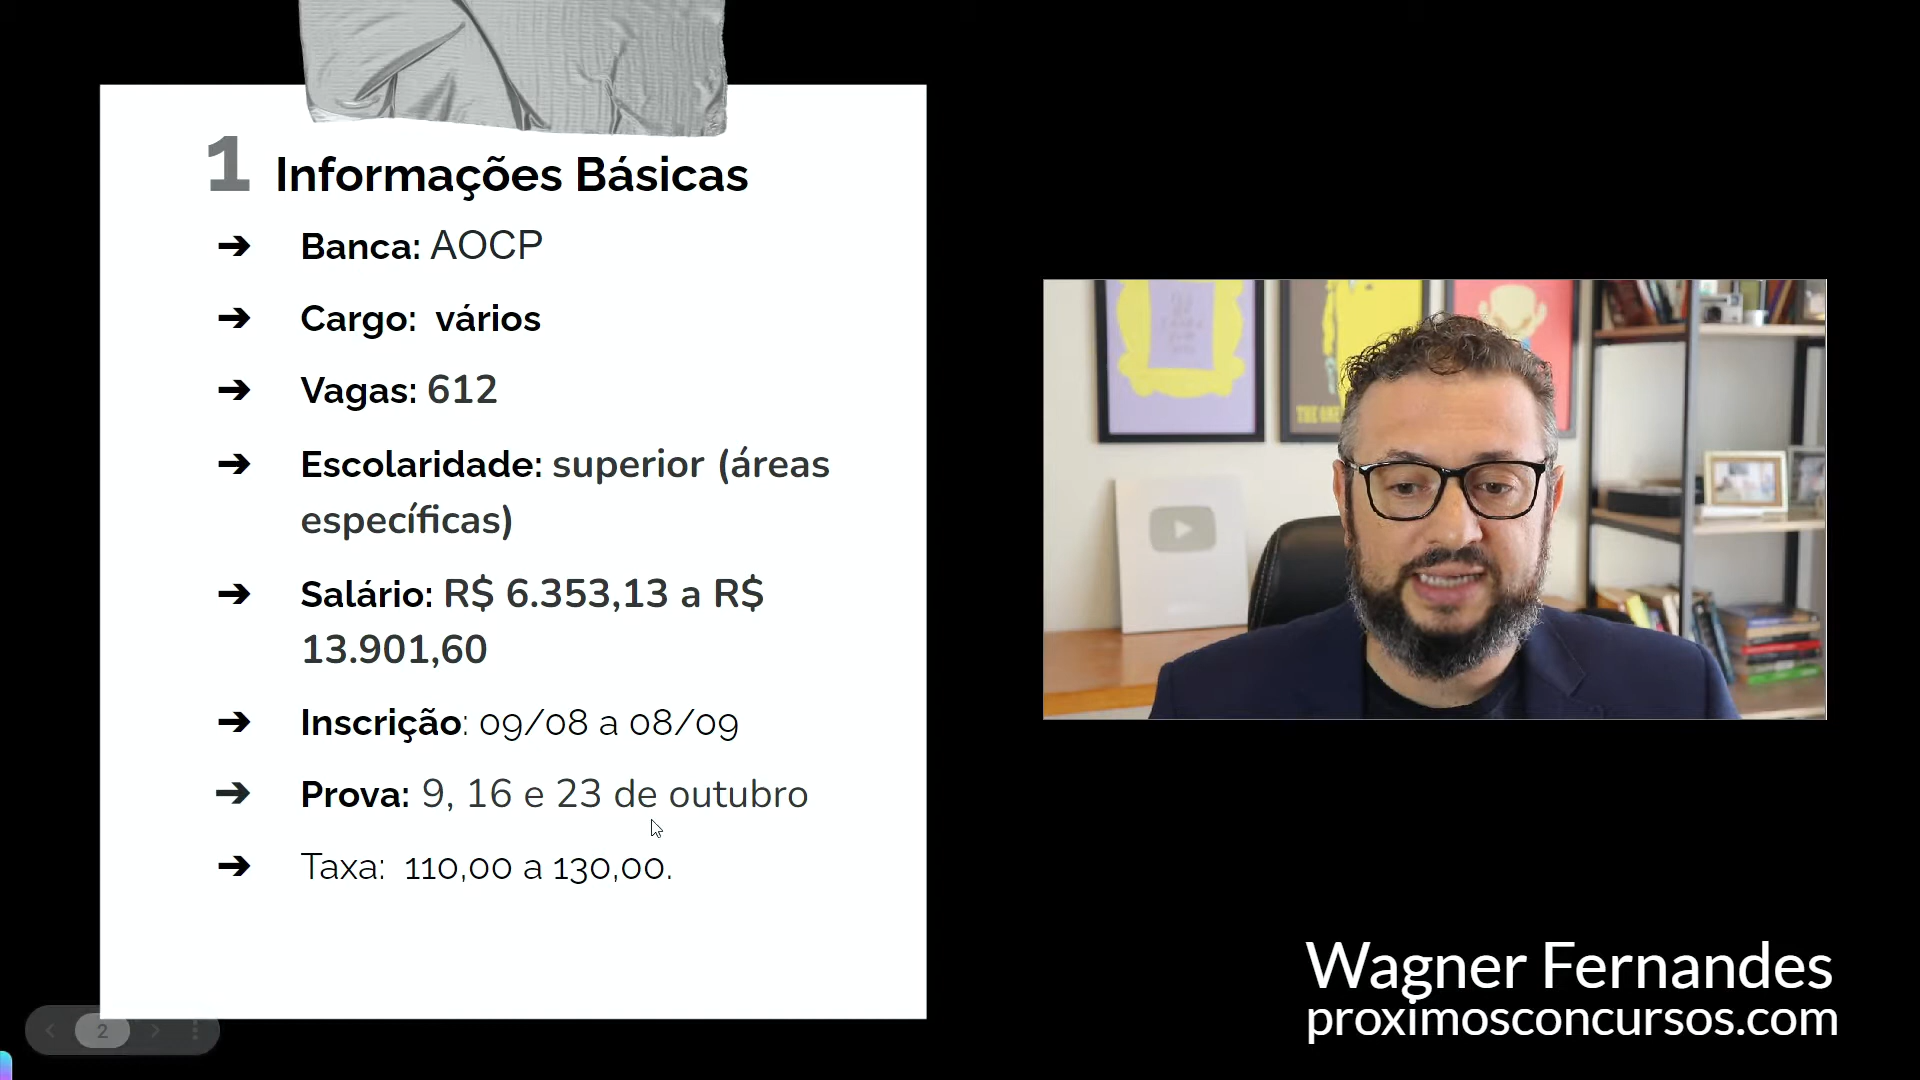 1 Informações Básicas
➔ Banca: AOCP
➔ Cargo: vários
➔ Vagas: 612
➔ Escolaridade: superior (áreas
específicas)
➔ Salário: R$ 6.353,13 a R$
13.901,60
➔ Inscrição: 09/08 a 08/09
➔ Prova: 9, 16 e 23 de outubro
➔ Taxa: 110,00 a 130,00.
THE ONE
Wagner Fernandes
proximosconcursos.com
2